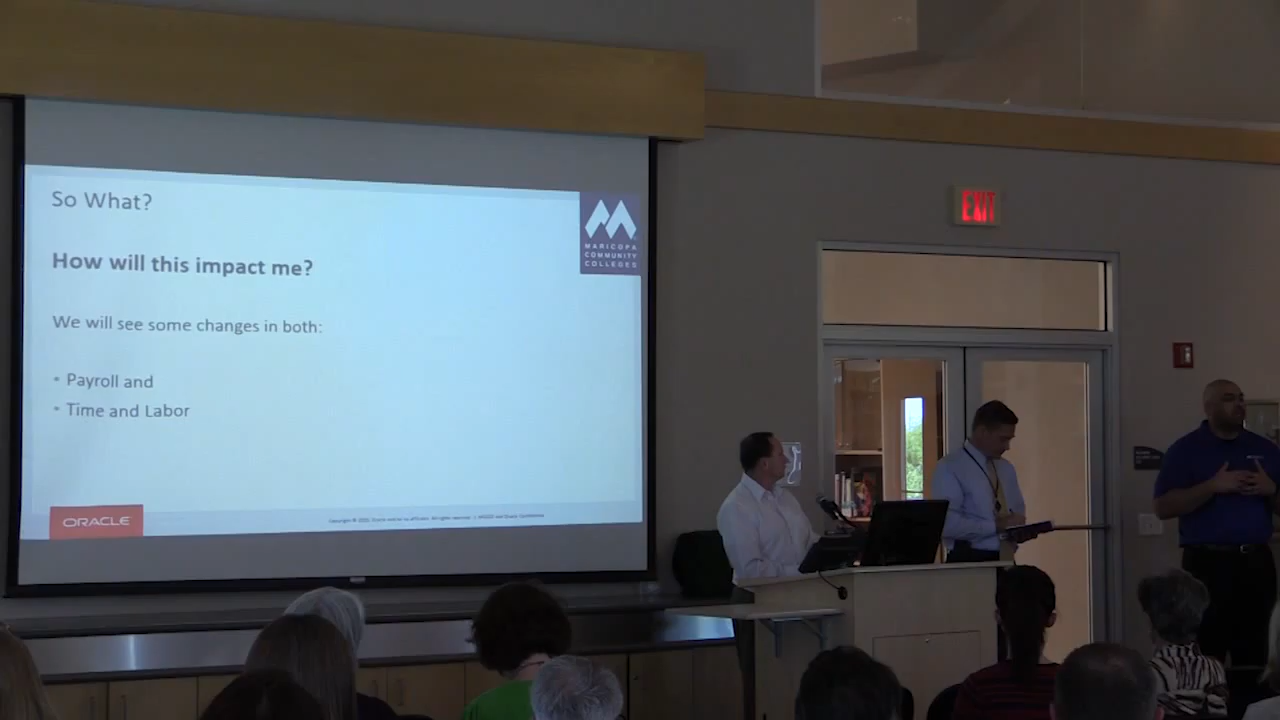 So What?
How will this impact me?
We will see some changes in both:
• Payroll and
• Time and Labor
MARICOPA
COMMUNITY
COLLEGES
ORACLE
EXIT